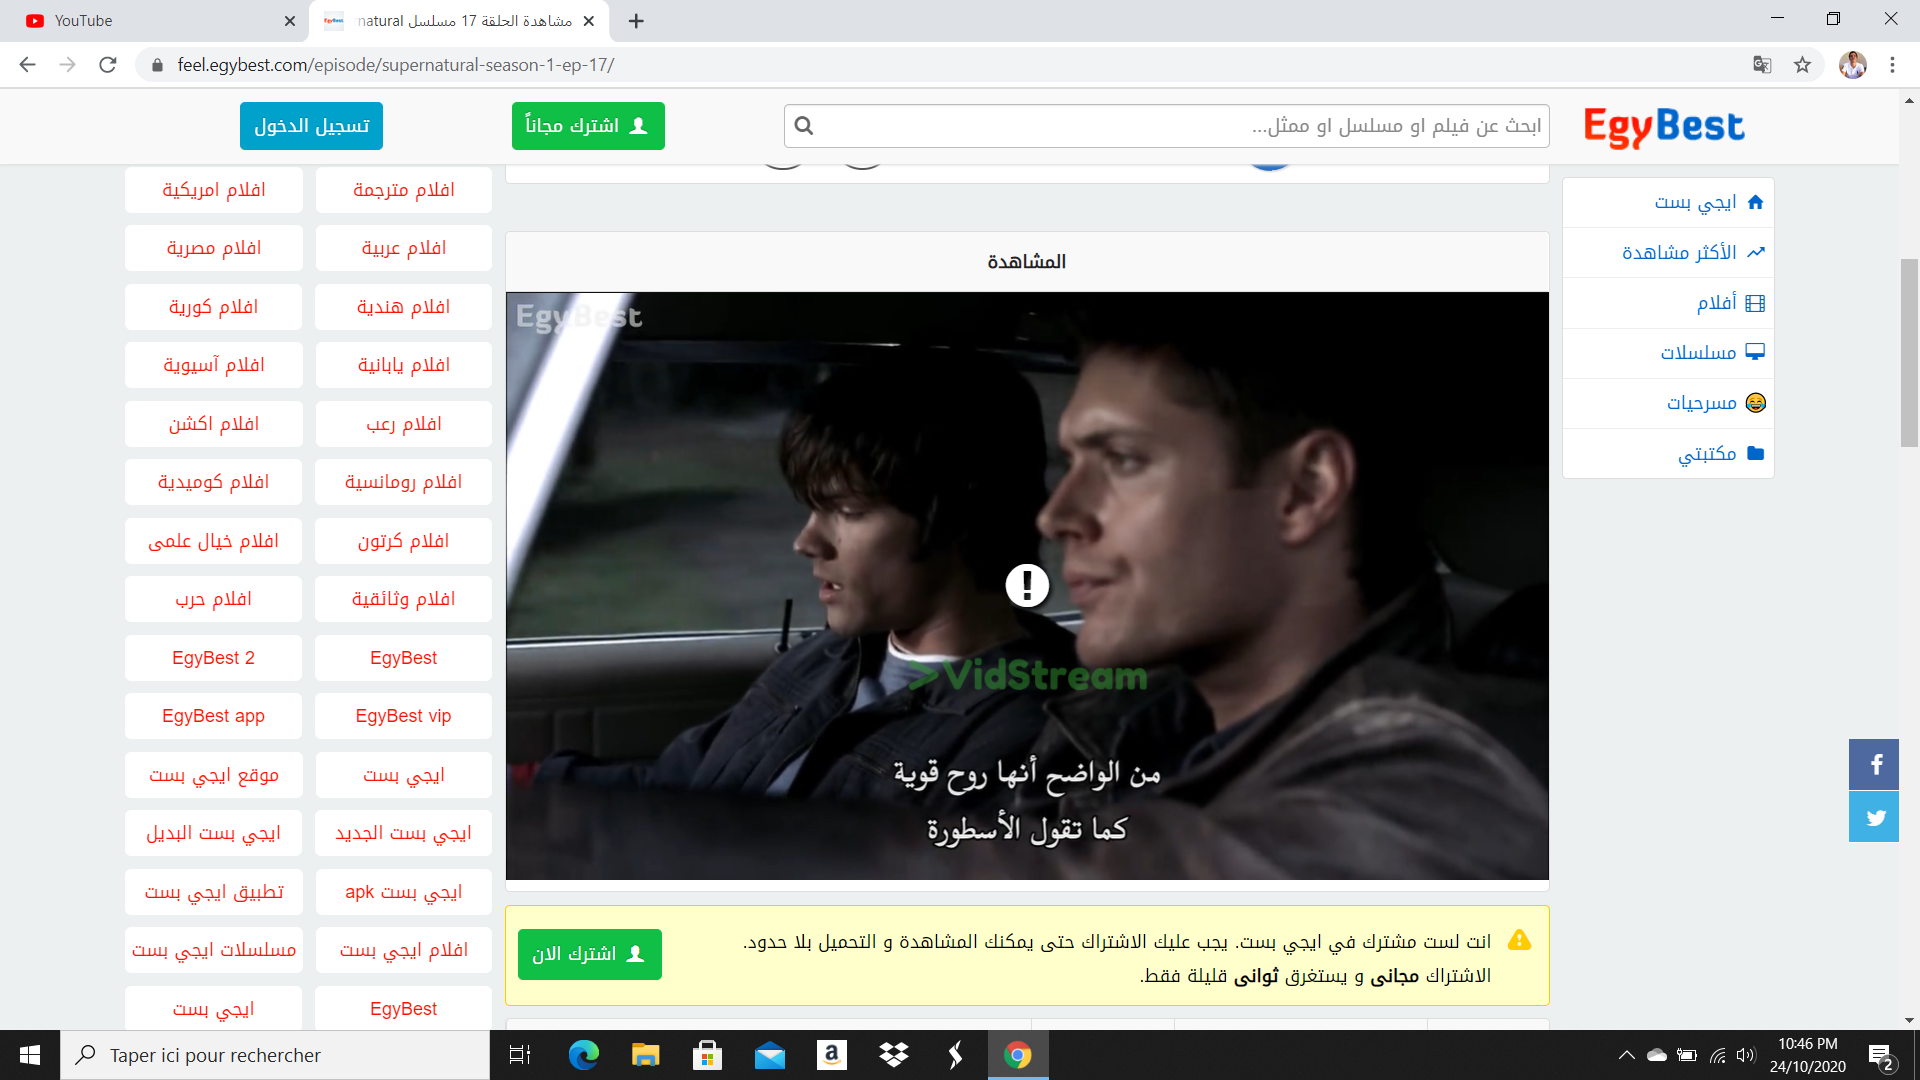 YouTube
مشاهدة الحلقة 17 مسلسل natural
feel.egybest.com/episode/supernatural-season-1-ep-17/
EgyBest
ابحث عن فيلم او مسلسل او ممثل...
اشترك مجاناً
تسجيل الدخول
ايجي بست
الأكثر مشاهدة
أفلام
مسلسلات
مسرحيات
مكتبتي
المشاهدة
EgyBest
VidStream
من الواضح أنها روح قوية
كما تقول الأسطورة
انت لست مشترك في ايجي بست. يجب عليك الاشتراك حتى يمكنك المشاهدة و التحميل بلا حدود.
الاشتراك مجانى و يستغرق ثوانى قليلة فقط.
اشترك الان
افلام مترجمة
افلام امريكية
افلام عربية
افلام مصرية
افلام هندية
افلام كورية
افلام يابانية
افلام آسيوية
افلام رعب
افلام اكشن
افلام رومانسية
افلام كوميدية
افلام كرتون
افلام خيال علمى
افلام وثائقية
افلام حرب
EgyBest
EgyBest 2
EgyBest vip
EgyBest app
ايجي بست
موقع ايجي بست
ايجي بست الجديد
ايجي بست البديل
ايجي بست apk
تطبيق ايجي بست
افلام ايجي بست
مسلسلات ايجي بست
EgyBest
ايجي بست
Taper ici pour rechercher
10:46 PM
24/10/2020
2